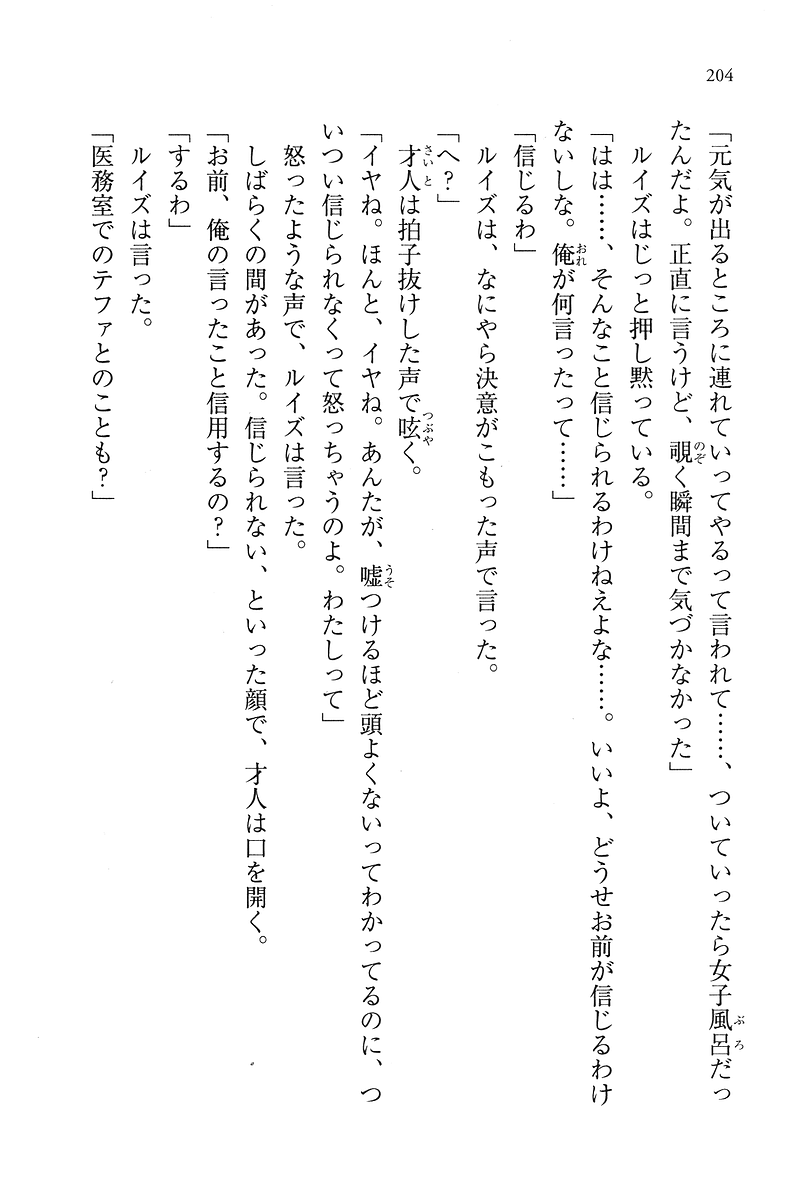 204
「元気が出るところに連れていってやるって言われて……、ついていったら女子風呂だっ
たんだよ。正直に言うけど、覗く瞬間まで気づかなかった」
ルイズはじっと押し黙っている。
「はは……、そんなこと信じられるわけねえよな……。いいよ、どうせお前が信じるわけ
ないしな。俺が何言ったって……」
「信じるわ」
ルイズは、なにやら決意がこもった声で言った。
「へ？」
才人は拍子抜けした声で呟く。
「イヤね。ほんと、イヤね。あんたが、嘘つけるほど頭よくないってわかってるのに、つ
いつい信じられなくって怒っちゃうのよ。わたしって」
怒ったような声で、ルイズは言った。
しばらくの間があった。信じられない、といった顔で、才人は口を開く。
「お前、俺の言ったこと信用するの？」
「するわ」
ルイズは言った。
「医務室でのテファとのことも？」